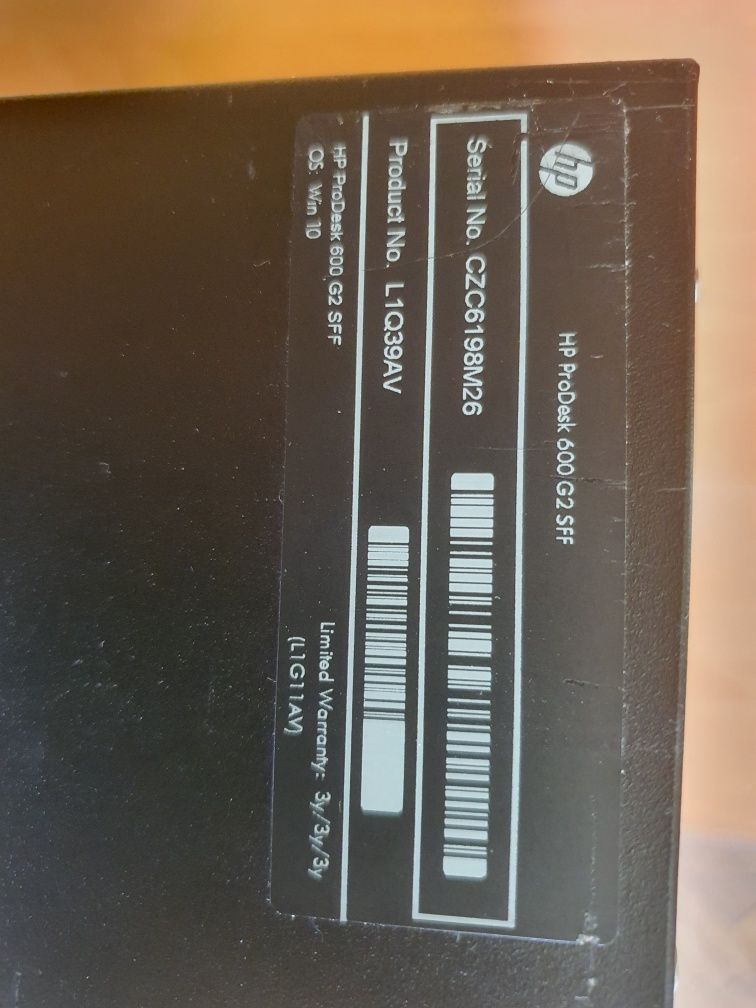 hp
HP ProDesk 600 G2 SFF
Serial No. CZC6198M26
Product No. L1Q39AV
HP ProDesk 600 G2 SFF
OS: Win 10
Limited Warranty: 3y/3y/3y
(L1G11AV)